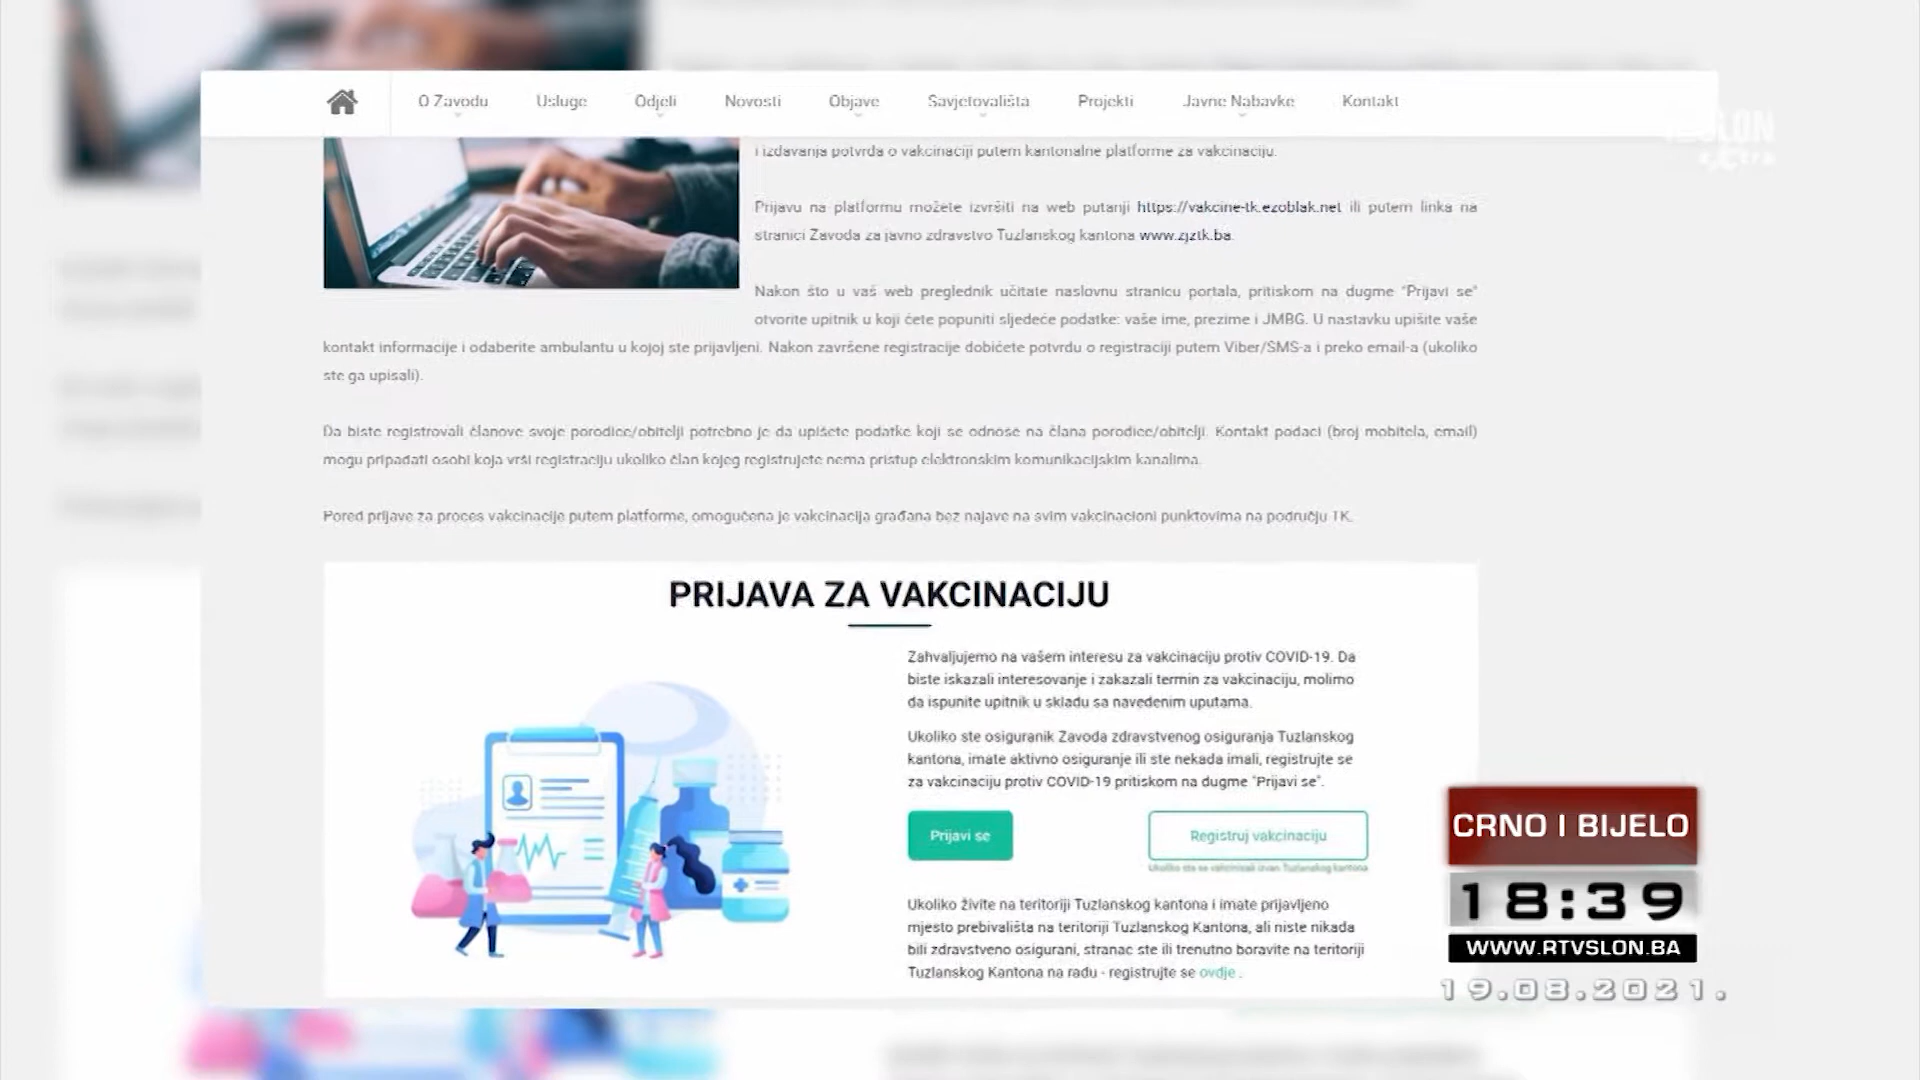 O Zavodu Usluge Odjeli Novosti Objave Savjetovališta Projekti Javne Nabavke Kontakt
i izdavanja potvrda o vakcinaciji putem kantonalne platforme za vakcinaciju.
Prijavu na platformu možete izvršiti na web putanji https://vakcine-tk.ezoblak.net ili putem linka na
stranici Zavoda za javno zdravstvo Tuzlanskog kantona www.zjztk.ba.
Nakon što u vaš web preglednik učitate naslovnu stranicu portala, pritiskom na dugme "Prijavi se"
otvorite upitnik u koji ćete popuniti sljedeće podatke: vaše ime, prezime i JMBG. U nastavku upišite vaše
kontakt informacije i odaberite ambulantu u kojoj ste prijavljeni. Nakon završene registracije dobićete potvrdu o registraciji putem Viber/SMS-a i preko email-a (ukoliko
ste ga upisali).
Da biste registrovali članove svoje porodice/obitelji potrebno je da upišete podatke koji se odnose na člana porodice/obitelji. Kontakt podaci (broj mobitela, email)
mogu pripadati osobi koja vrši registraciju ukoliko član kojeg registrujete nema pristup elektronskim komunikacijskim kanalima.
Pored prijave za proces vakcinacije putem platforme, omogućena je vakcinacija građana bez najave na svim vakcinacioni punktovima na području TK.
PRIJAVA ZA VAKCINACIJU
Zahvaljujemo na vašem interesu za vakcinaciju protiv COVID-19. Da
biste iskazali interesovanje i zakazali termin za vakcinaciju, molimo
da ispunite upitnik u skladu sa navedenim uputama.
Ukoliko ste osiguranik Zavoda zdravstvenog osiguranja Tuzlanskog
kantona, imate aktivno osiguranje ili ste nekada imali, registrujte se
za vakcinaciju protiv COVID-19 pritiskom na dugme "Prijavi se".
Prijavi se
Registruj vakcinaciju
Ukoliko ste se vakcinisali izvan Tuzlanskog kantona
Ukoliko živite na teritoriji Tuzlanskog kantona i imate prijavljeno
mjesto prebivališta na teritoriji Tuzlanskog Kantona, ali niste nikada
bili zdravstveno osigurani, stranac ste ili trenutno boravite na teritoriji
Tuzlanskog Kantona na radu - registrujte se ovdje .
CRNO I BIJELO
18:39
WWW.RTVSLON.BA
19.08.2021.